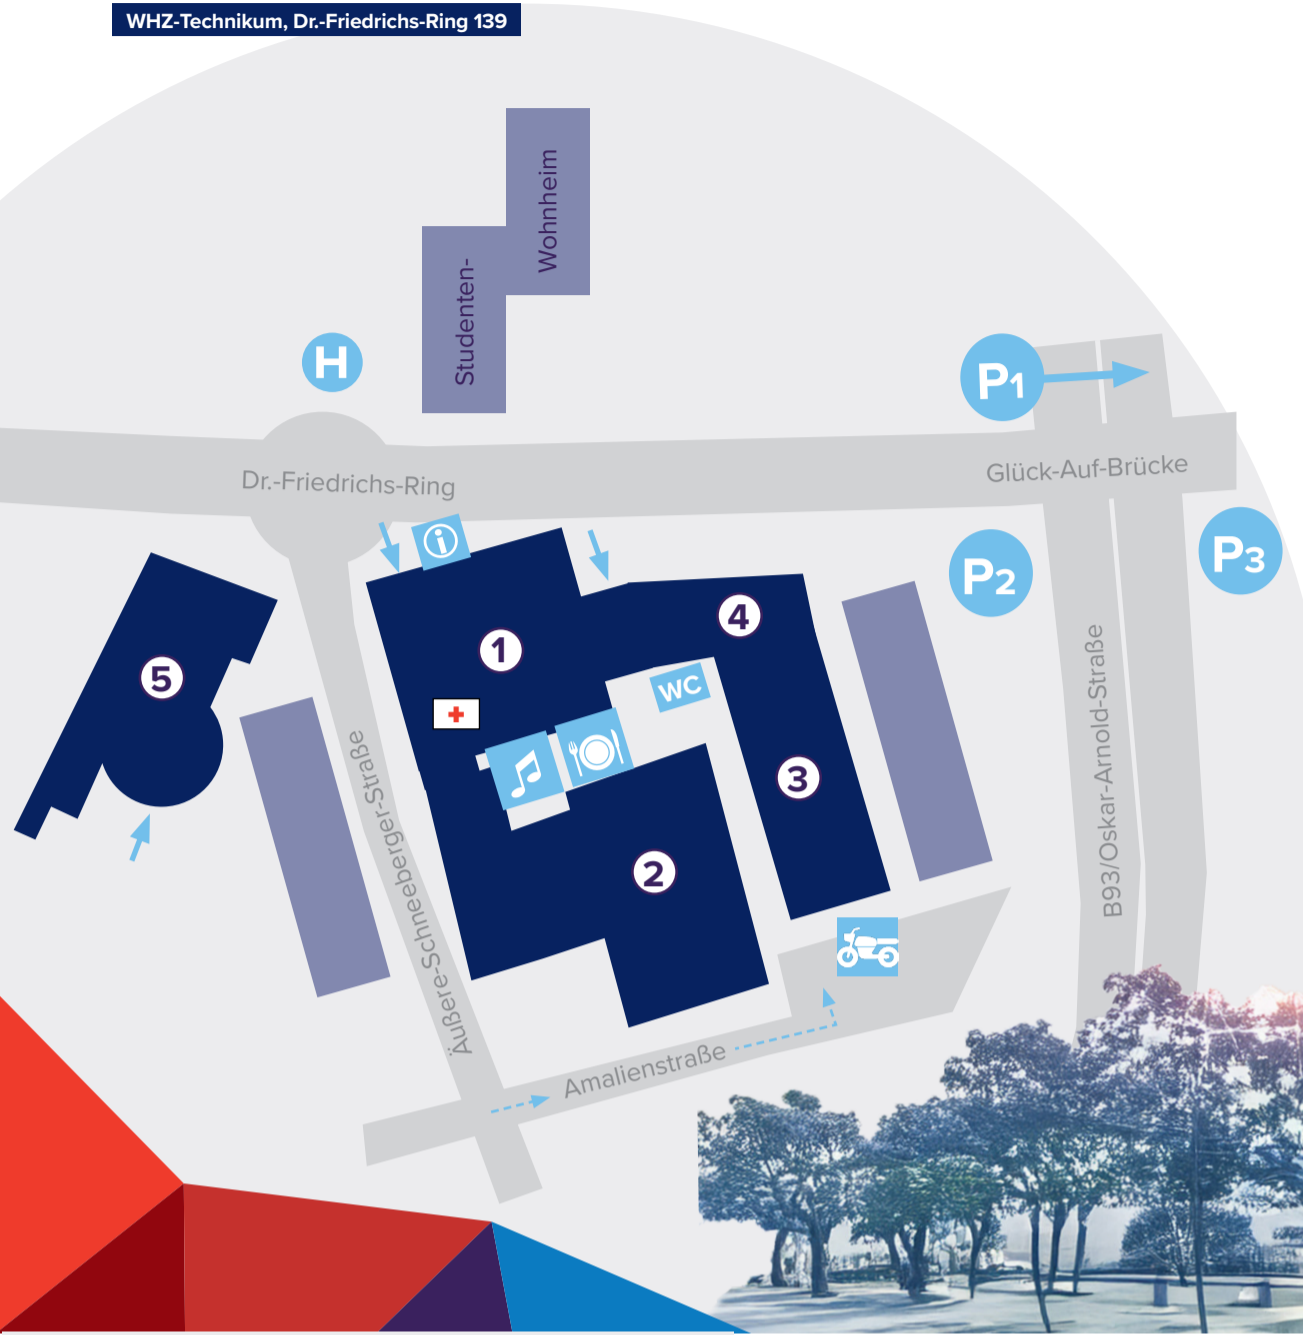 WHZ-Technikum, Dr.-Friedrichs-Ring 139
Wohnheim
Studenten-
H
P1
Dr.-Friedrichs-Ring
Glück-Auf-Brücke
i
P2
P3
4
1
5
WC
3
2
Äußere-Schneeberger-Straße
B93/Oskar-Arnold-Straße
Amalienstraße